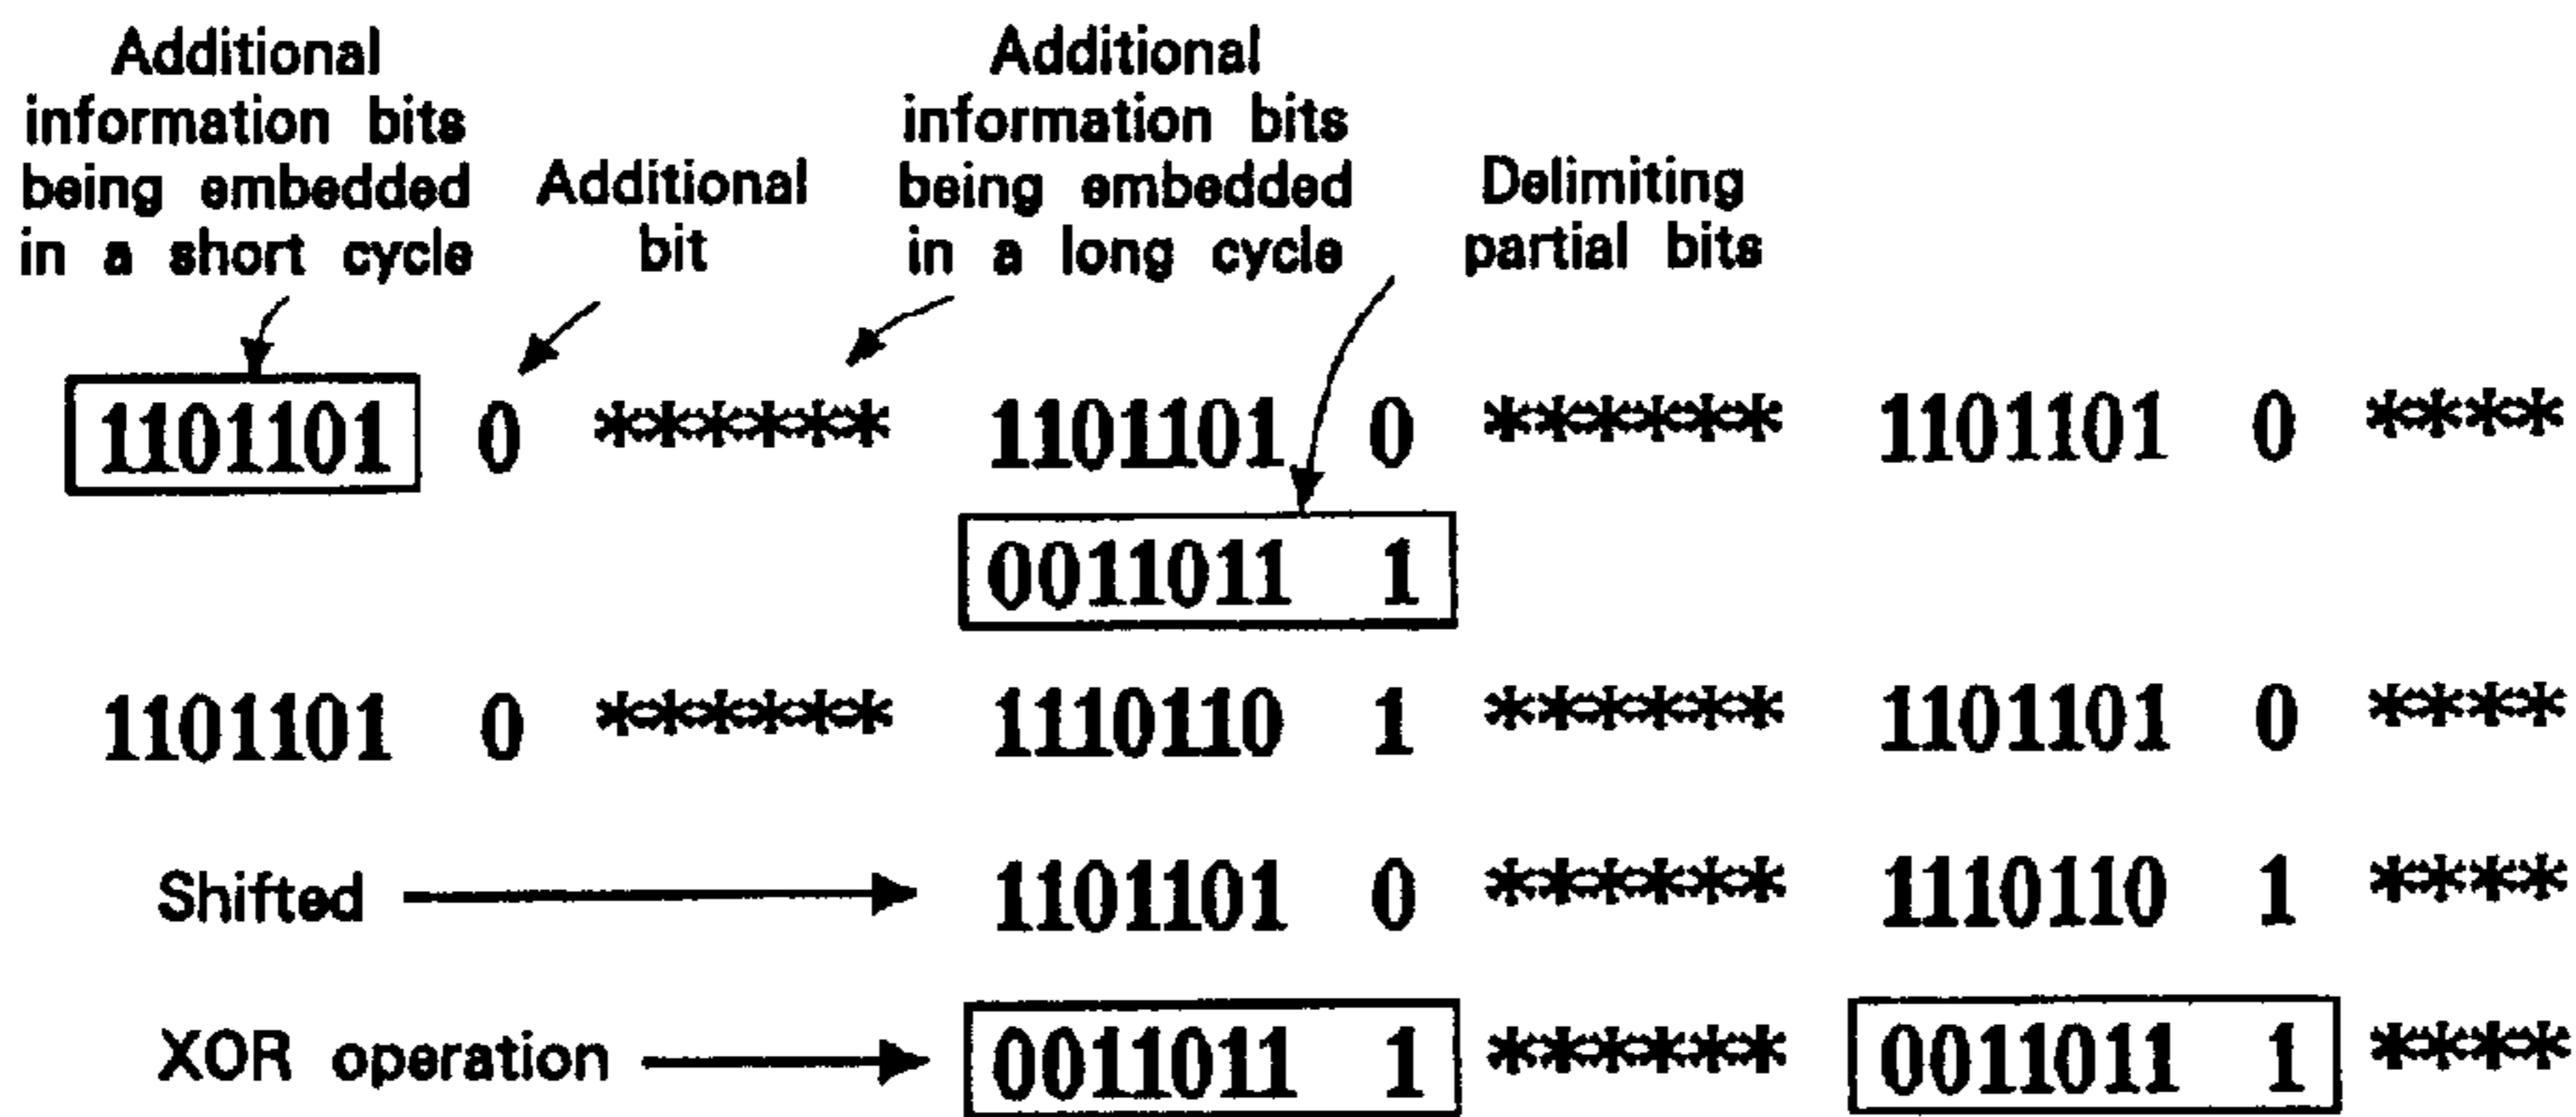 Additional
information bits
being embedded
in a short cycle
Additional
bit
Additional
information bits
being embedded
in a long cycle
Delimiting
partial bits
1101101 0 ****** 1101101 0 ****** 1101101 0 ****
0011011 1
1101101 0 ****** 1110110 1 ****** 1101101 0 ****
Shifted 1101101 0 ****** 1110110 1 ****
XOR operation 0011011 1 ****** 0011011 1 ****